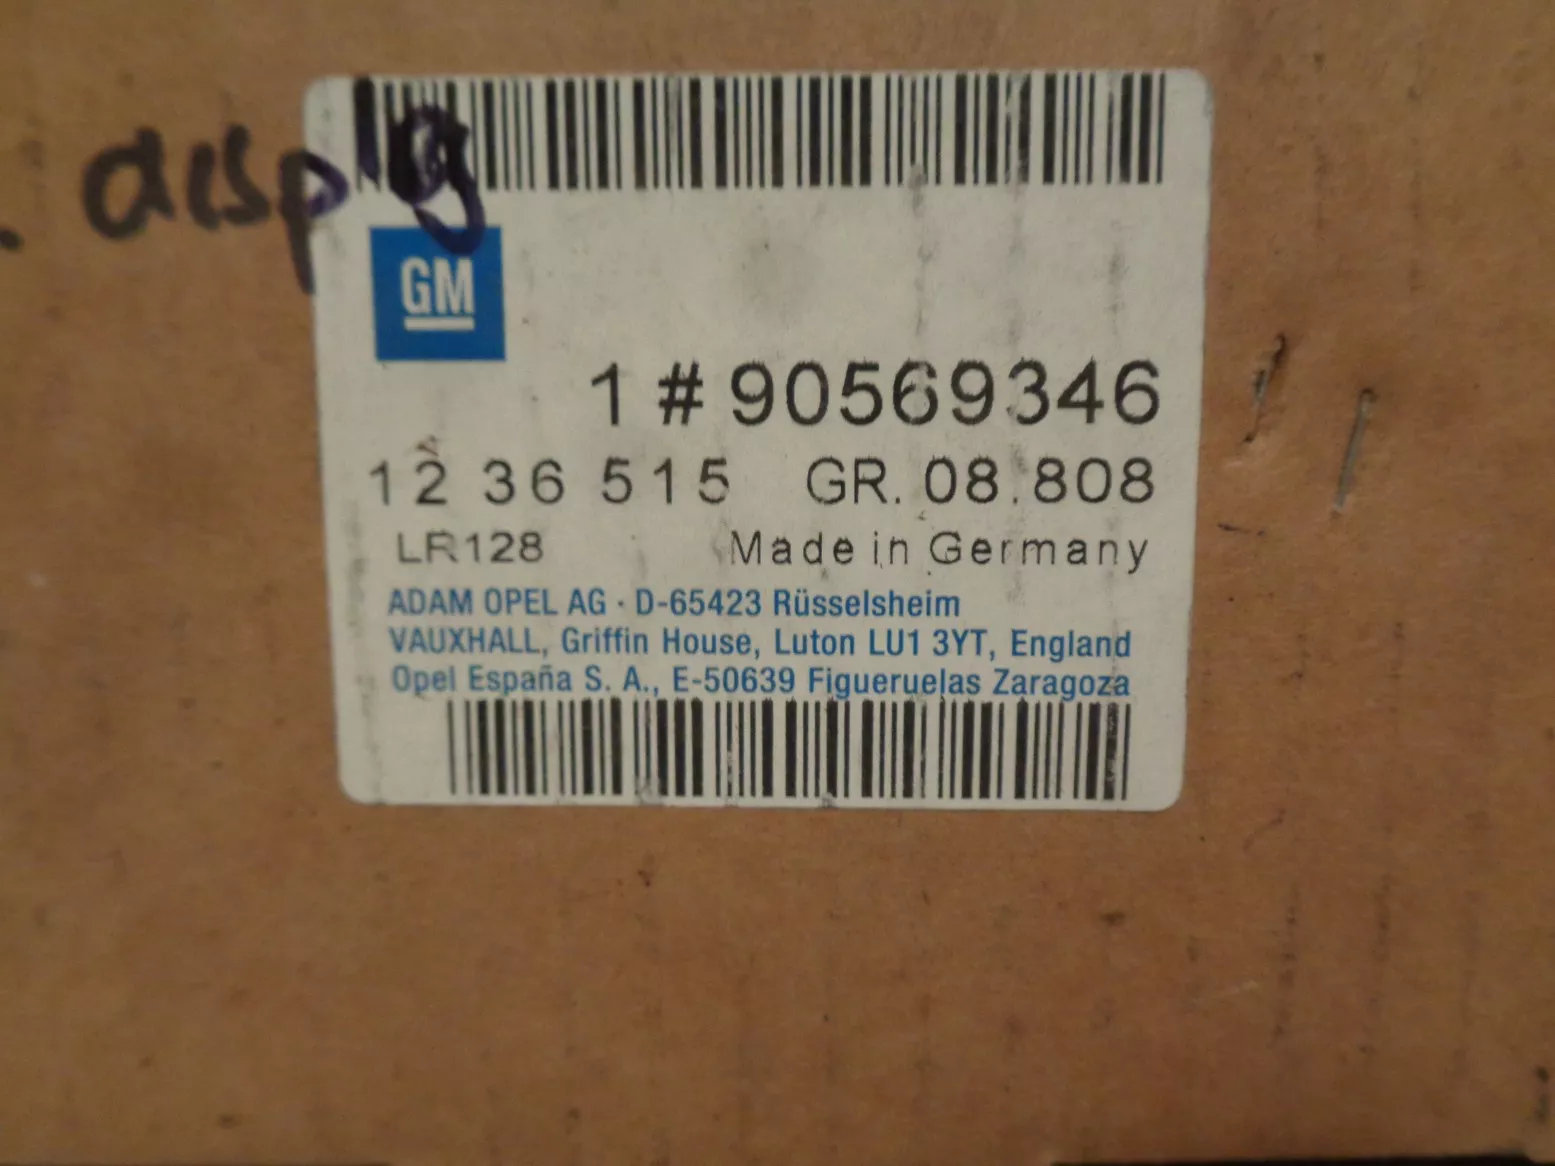 . display
GM
1 # 90569346
12 36 515 GR. 08.808
LR128 Made in Germany
ADAM OPEL AG · D-65423 Rüsselsheim
VAUXHALL, Griffin House, Luton LU1 3YT, England
Opel España S. A., E-50639 Figueruelas Zaragoza